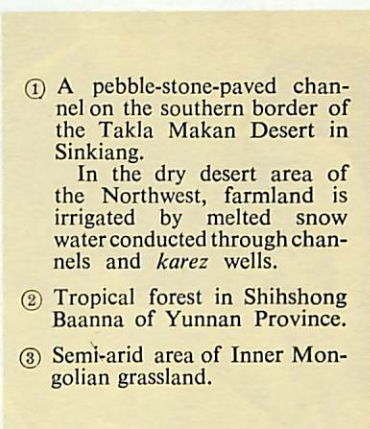 ① A pebble-stone-paved chan-
nel on the southern border of
the Takla Makan Desert in
Sinkiang.
In the dry desert area of
the Northwest, farmland is
irrigated by melted snow
water conducted through chan-
nels and karez wells.
② Tropical forest in Shihshong
Baanna of Yunnan Province.
③ Semi-arid area of Inner Mon-
golian grassland.